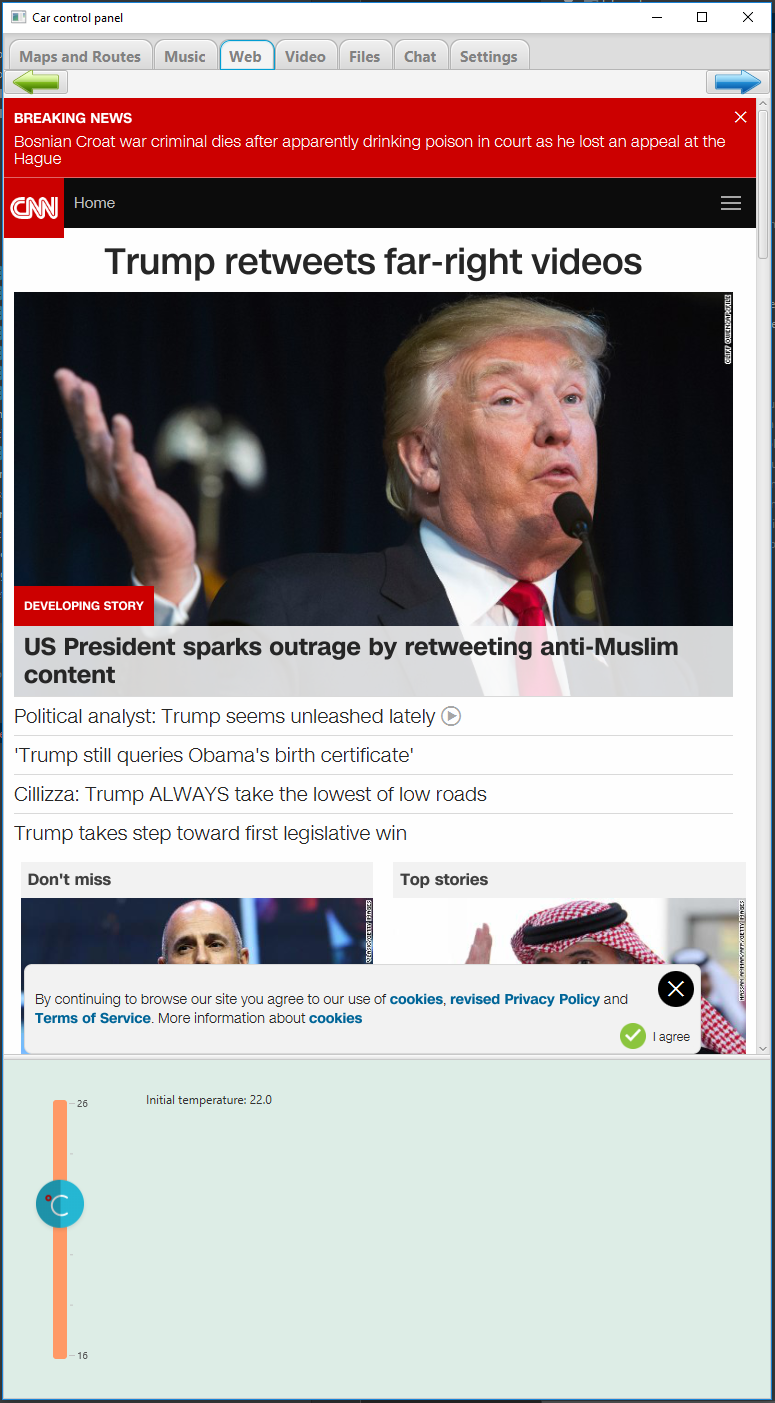 Car control panel
Maps and Routes Music Web Video Files Chat Settings
BREAKING NEWS
Bosnian Croat war criminal dies after apparently drinking poison in court as he lost an appeal at the
Hague
CNN Home
Trump retweets far-right videos
DEVELOPING STORY
US President sparks outrage by retweeting anti-Muslim
content
Political analyst: Trump seems unleashed lately
'Trump still queries Obama's birth certificate'
Cillizza: Trump ALWAYS take the lowest of low roads
Trump takes step toward first legislative win
Don't miss
Top stories
By continuing to browse our site you agree to our use of cookies, revised Privacy Policy and
Terms of Service. More information about cookies
I agree
26
Initial temperature: 22.0
°C
16